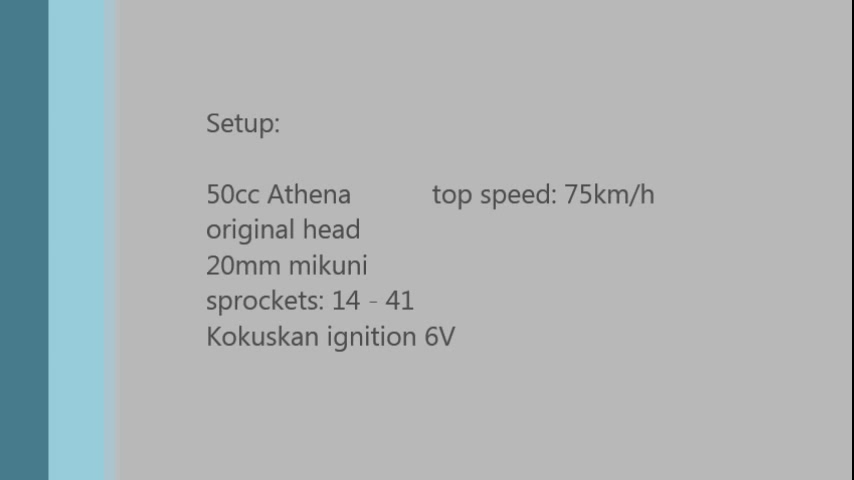 Setup:
50cc Athena top speed: 75km/h
original head
20mm mikuni
sprockets: 14 - 41
Kokuskan ignition 6V